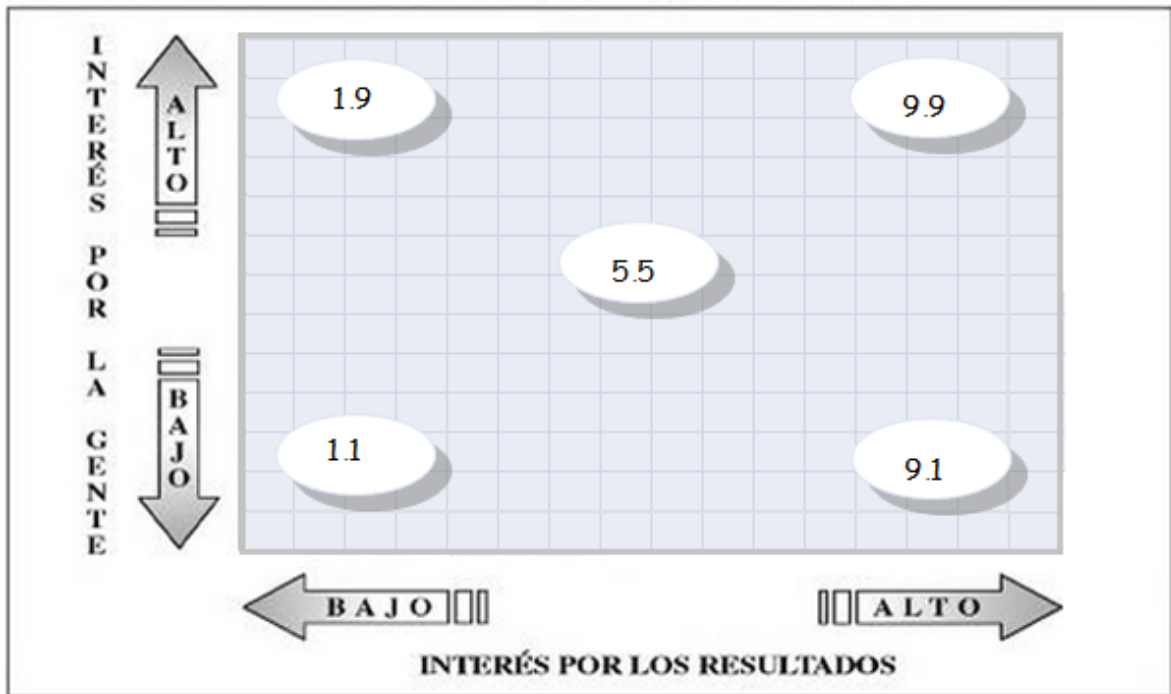 INTERÉS POR LA GENTE
ALTO
BAJO
1.9
9.9
5.5
1.1
9.1
BAJO
ALTO
INTERÉS POR LOS RESULTADOS